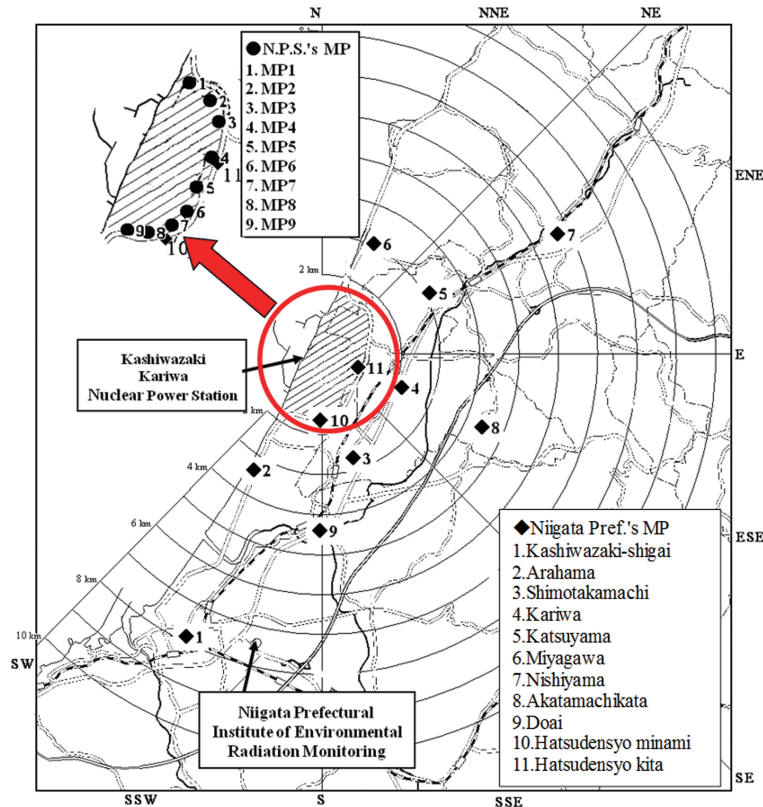 N
NNE
NE
N.P.S.'s MP
1. MP1
2. MP2
3. MP3
4. MP4
5. MP5
6. MP6
7. MP7
8. MP8
9. MP9
1
2
3
4
11
5
6
7
9
8
10
ENE
6
7
2 km
5
Kashiwazaki
Kariwa
Nuclear Power Station
E
11
4
10
8
3
2
4 km
6 km
9
ESE
Niigata Pref.'s MP
1.Kashiwazaki-shigai
2.Arahama
3.Shimotakamachi
4.Kariwa
5.Katsuyama
6.Miyagawa
7.Nishiyama
8.Akatamachikata
9.Doai
10.Hatsudensyo minami
11.Hatsudensyo kita
8 km
10 km
1
SW
Niigata Prefectural
Institute of Environmental
Radiation Monitoring
SE
SSW
S
SSE